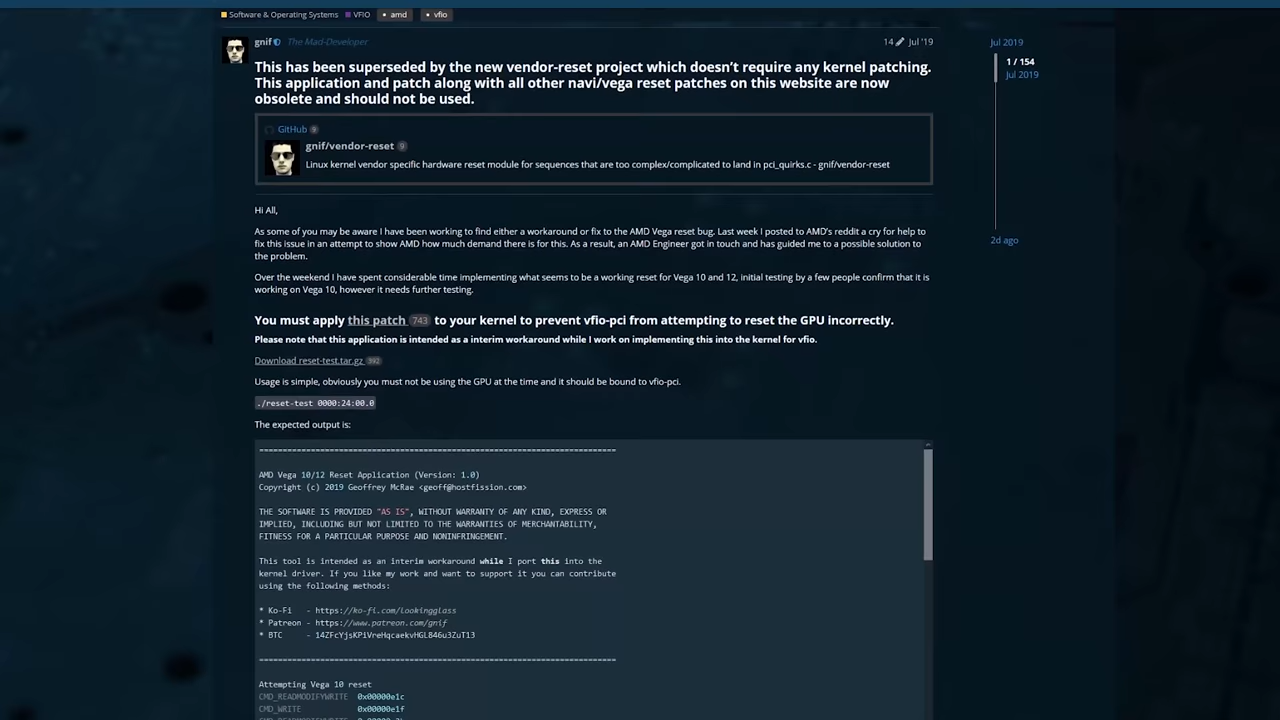 Software & Operating Systems VFIO amd vfio
gnif The Mad-Developer 14 Jul '19
This has been superseded by the new vendor-reset project which doesn't require any kernel patching.
This application and patch along with all other navi/vega reset patches on this website are now
obsolete and should not be used.
GitHub 9
gnif/vendor-reset 9
Linux kernel vendor specific hardware reset module for sequences that are too complex/complicated to land in pci_quirks.c - gnif/vendor-reset
Jul 2019
1 / 154
Jul 2019
2d ago
Hi All,
As some of you may be aware I have been working to find either a workaround or fix to the AMD Vega reset bug. Last week I posted to AMD's reddit a cry for help to
fix this issue in an attempt to show AMD how much demand there is for this. As a result, an AMD Engineer got in touch and has guided me to a possible solution to
the problem.
Over the weekend I have spent considerable time implementing what seems to be a working reset for Vega 10 and 12, initial testing by a few people confirm that it is
working on Vega 10, however it needs further testing.
You must apply this patch 743 to your kernel to prevent vfio-pci from attempting to reset the GPU incorrectly.
Please note that this application is intended as a interim workaround while I work on implementing this into the kernel for vfio.
Download reset-test.tar.gz 392
Usage is simple, obviously you must not be using the GPU at the time and it should be bound to vfio-pci.
./reset-test 0000:24:00.0
The expected output is:
AMD Vega 10/12 Reset Application (Version: 1.0)
Copyright (c) 2019 Geoffrey McRae <geoff@hostfission.com>
THE SOFTWARE IS PROVIDED "AS IS", WITHOUT WARRANTY OF ANY KIND, EXPRESS OR
IMPLIED, INCLUDING BUT NOT LIMITED TO THE WARRANTIES OF MERCHANTABILITY,
FITNESS FOR A PARTICULAR PURPOSE AND NONINFRINGEMENT.
This tool is intended as an interim workaround while I port this into the
kernel driver. If you like my work and want to support it you can contribute
using the following methods:
* Ko-Fi - https://ko-fi.com/lookingglass
* Patreon - https://www.patreon.com/gnif
* BTC - 14ZFcYjsKPiVreHqcaekvHGL846u3ZuT13
Attempting Vega 10 reset
CMD_READMODIFYWRITE 0x00000e1c
CMD_WRITE 0x00000e1f